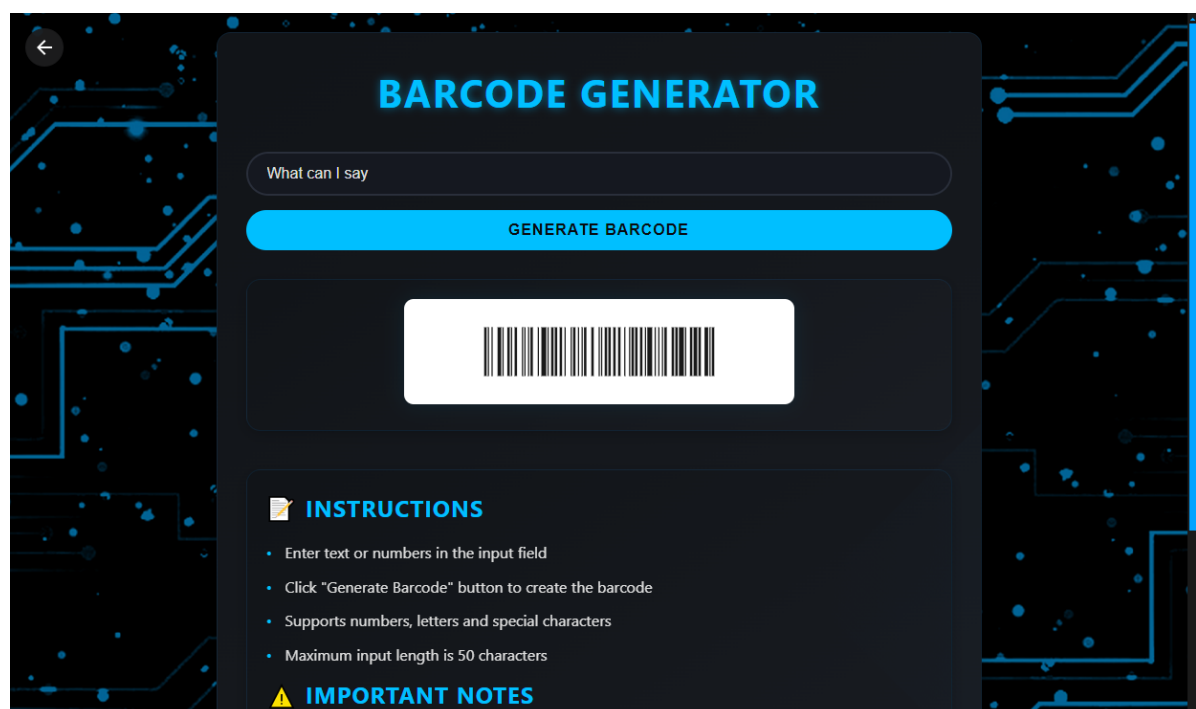 BARCODE GENERATOR
What can I say
GENERATE BARCODE
📝 INSTRUCTIONS
• Enter text or numbers in the input field
• Click "Generate Barcode" button to create the barcode
• Supports numbers, letters and special characters
• Maximum input length is 50 characters
⚠️ IMPORTANT NOTES